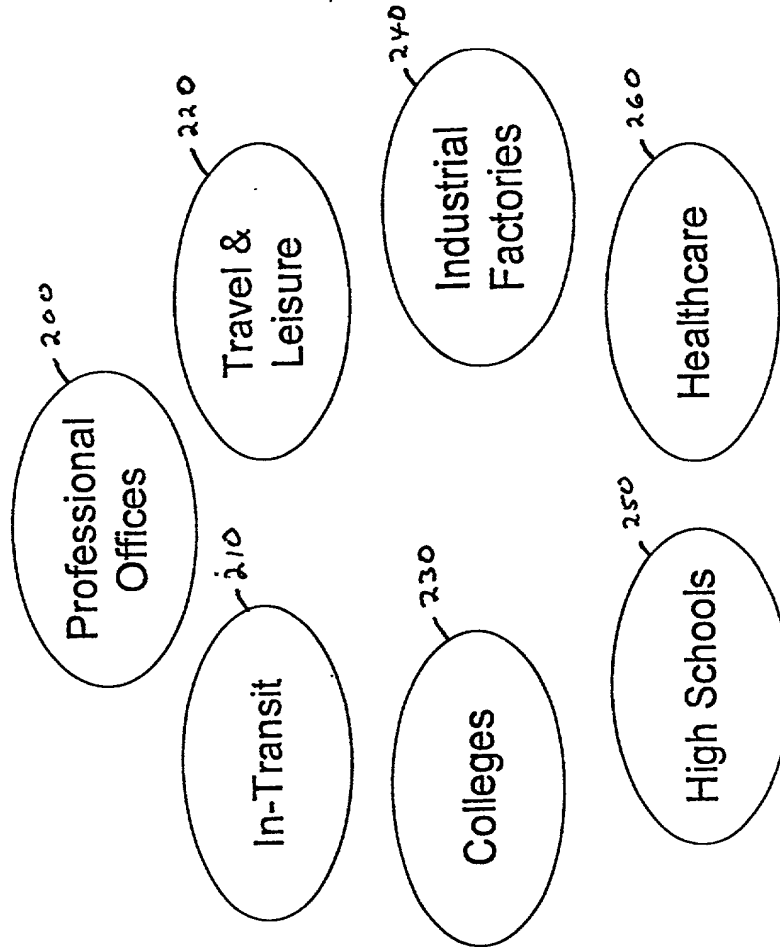 Professional
Offices
200
In-Transit
210
Travel &
Leisure
220
Colleges
230
Industrial
Factories
240
High Schools
250
Healthcare
260